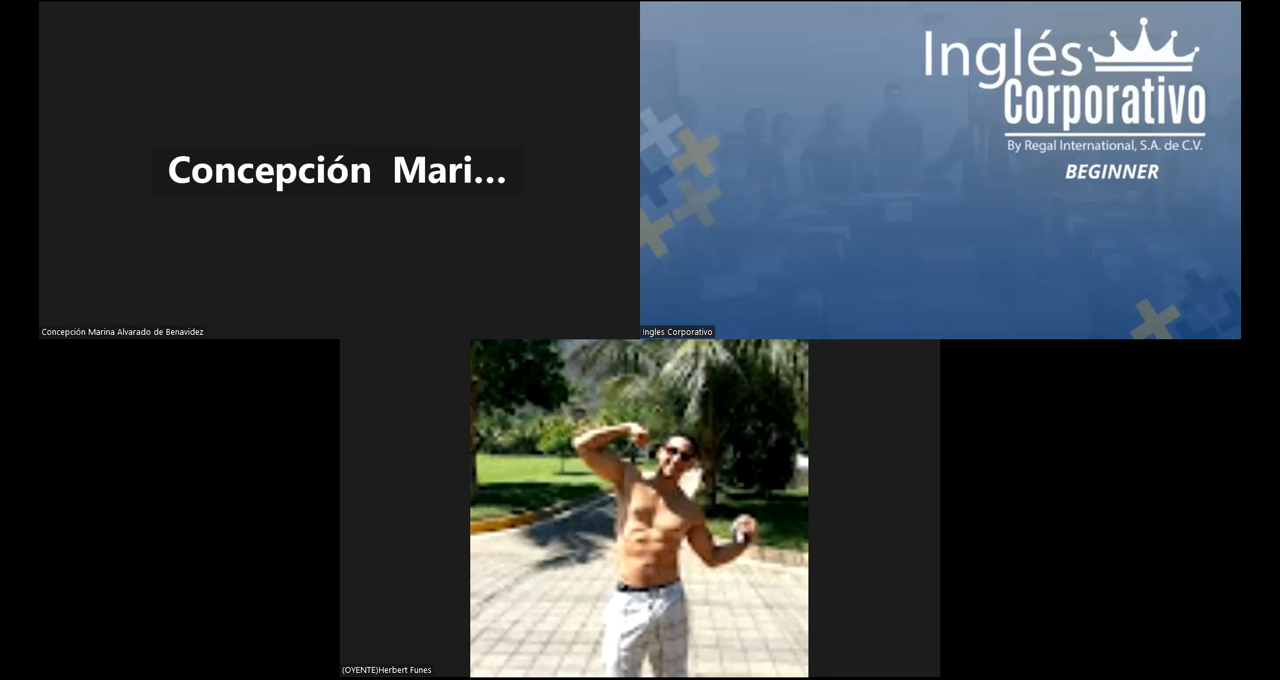 Concepción Mari...
Concepción Marina Alvarado de Benavidez
Inglés
Corporativo
By Regal International, S.A. de C.V.
BEGINNER
Ingles Corporativo
(OYENTE)Herbert Funes